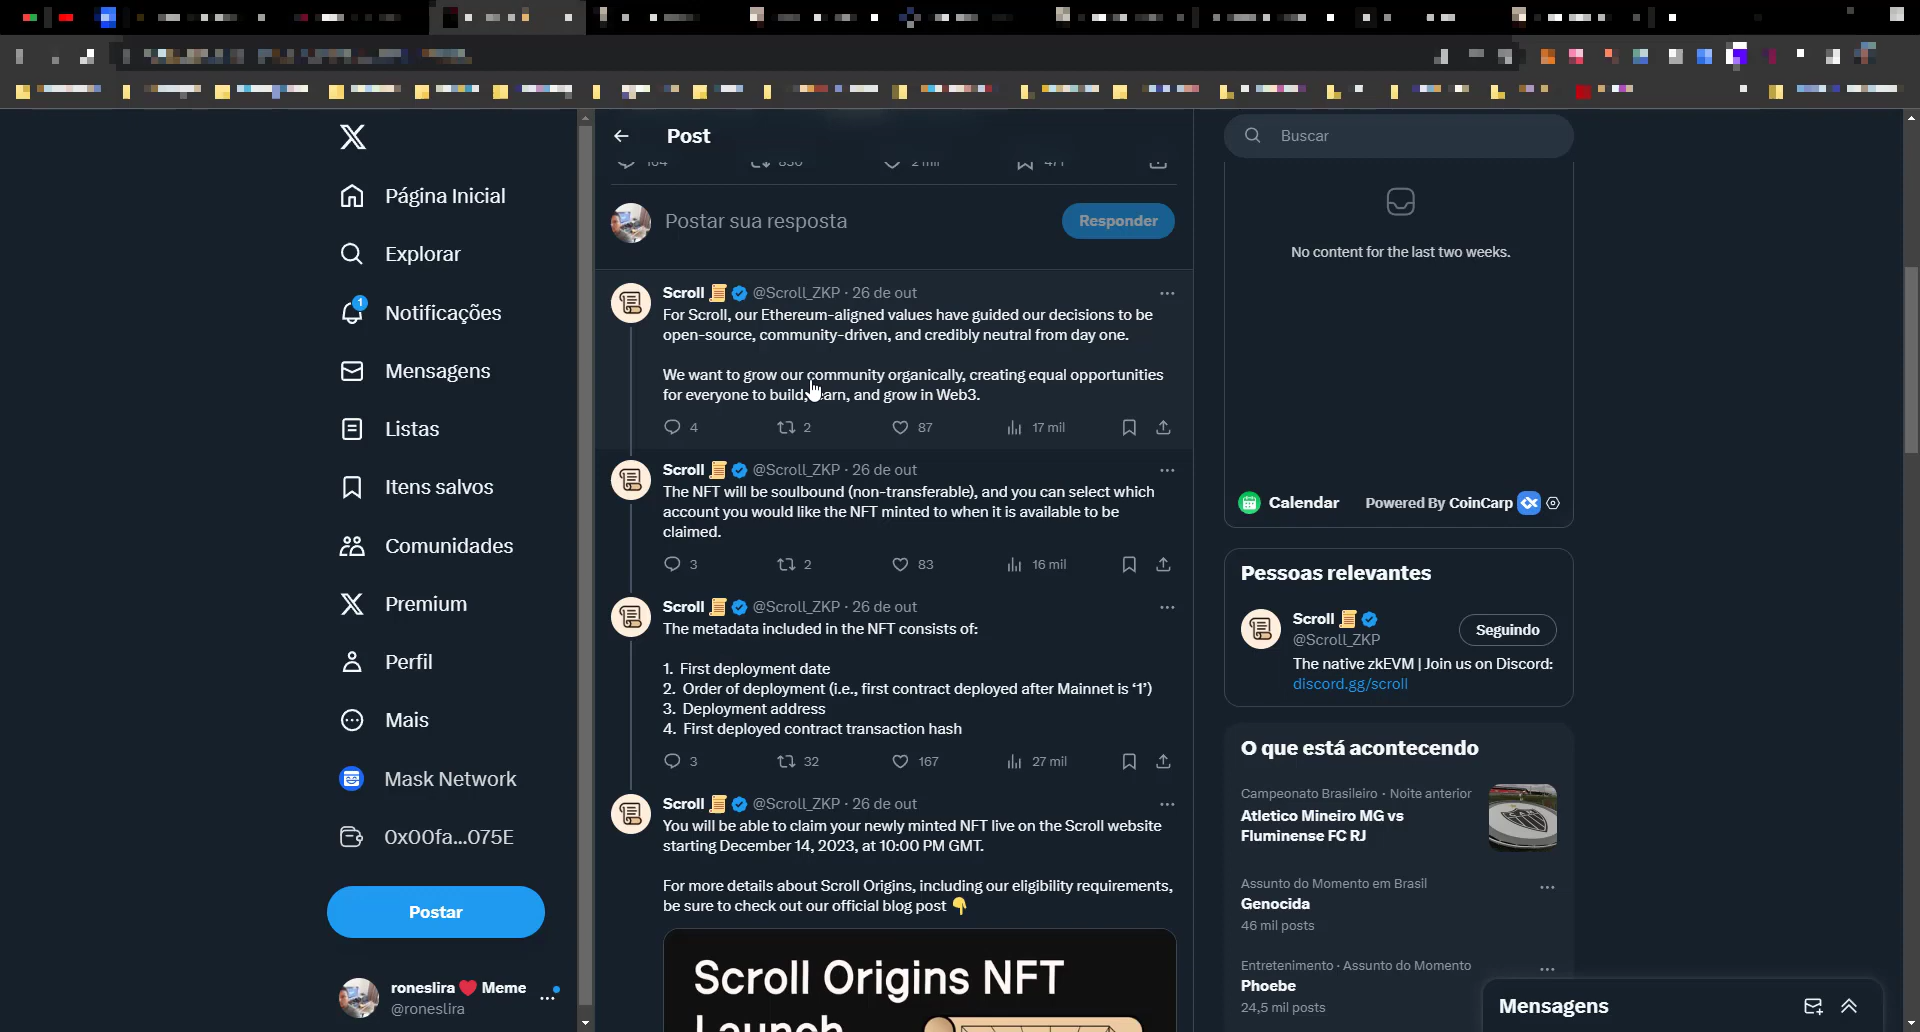 Página Inicial
Explorar
1
Notificações
Mensagens
Listas
Itens salvos
Comunidades
Premium
Perfil
Mais
Mask Network
0x00fa...075E
Postar
roneslira ❤️ Meme
@roneslira
Post
Postar sua resposta
Responder
Scroll 📜 @Scroll_ZKP · 26 de out
For Scroll, our Ethereum-aligned values have guided our decisions to be
open-source, community-driven, and credibly neutral from day one.
We want to grow our community organically, creating equal opportunities
for everyone to build, learn, and grow in Web3.
4 2 87 17 mil
Scroll 📜 @Scroll_ZKP · 26 de out
The NFT will be soulbound (non-transferable), and you can select which
account you would like the NFT minted to when it is available to be
claimed.
3 2 83 16 mil
Scroll 📜 @Scroll_ZKP · 26 de out
The metadata included in the NFT consists of:
1. First deployment date
2. Order of deployment (i.e., first contract deployed after Mainnet is ‘1’)
3. Deployment address
4. First deployed contract transaction hash
3 32 167 27 mil
Scroll 📜 @Scroll_ZKP · 26 de out
You will be able to claim your newly minted NFT live on the Scroll website
starting December 14, 2023, at 10:00 PM GMT.
For more details about Scroll Origins, including our eligibility requirements,
be sure to check out our official blog post 👇
Scroll Origins NFT
Launch
Buscar
No content for the last two weeks.
Calendar Powered By CoinCarp
Pessoas relevantes
Scroll 📜
@Scroll_ZKP
Seguindo
The native zkEVM | Join us on Discord:
discord.gg/scroll
O que está acontecendo
Campeonato Brasileiro · Noite anterior
Atletico Mineiro MG vs
Fluminense FC RJ
Assunto do Momento em Brasil
Genocida
46 mil posts
Entretenimento · Assunto do Momento
Phoebe
24,5 mil posts
Mensagens